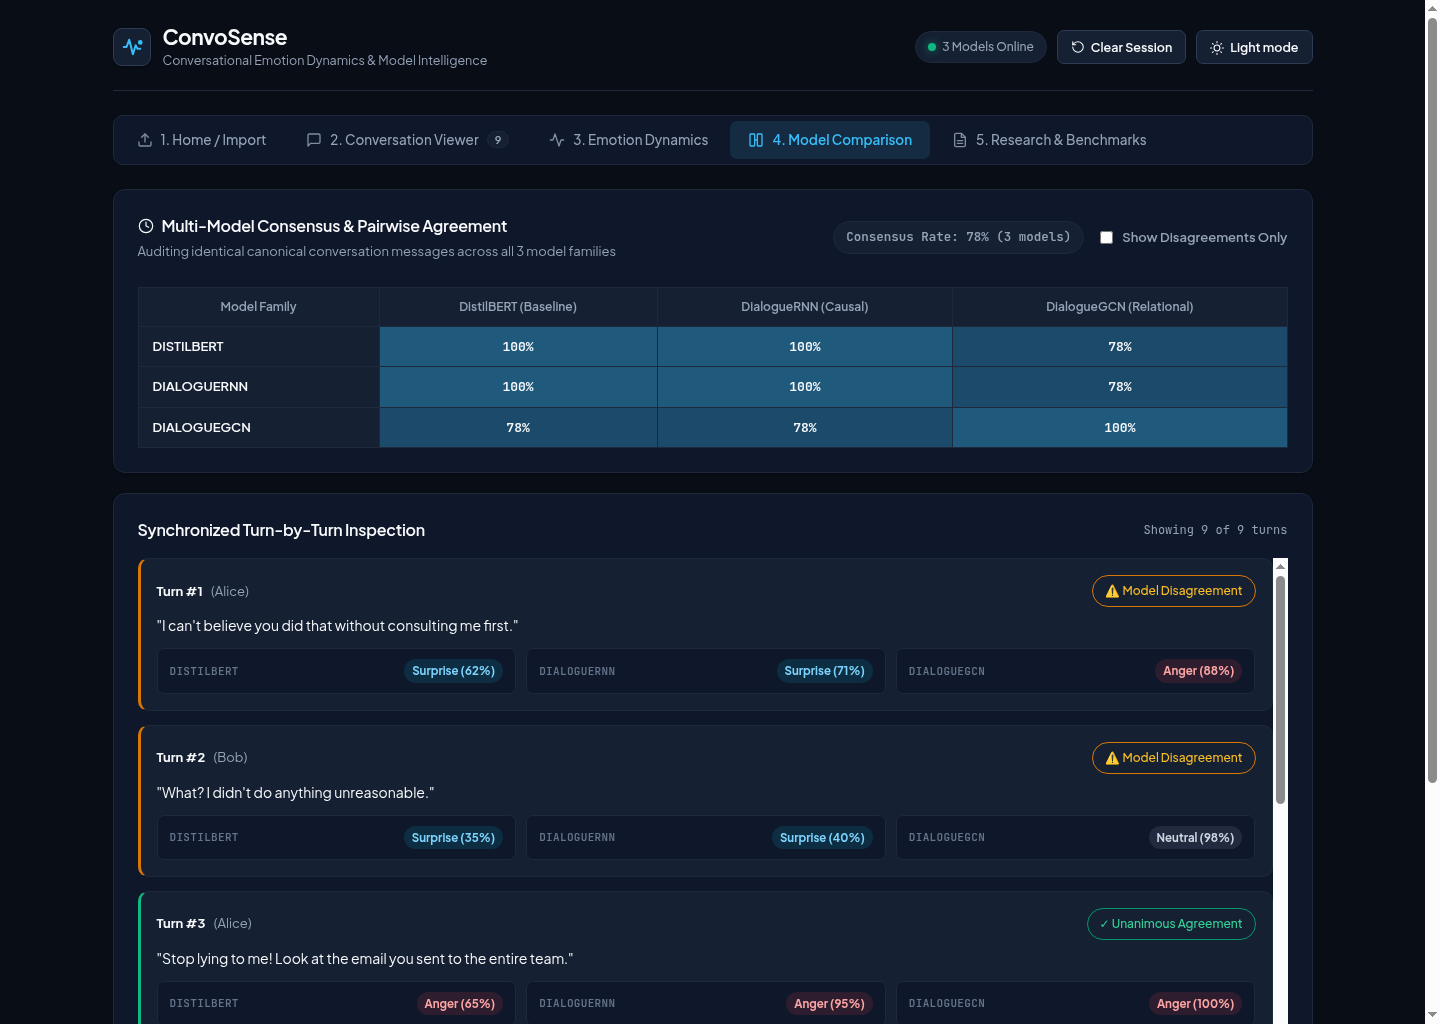 ConvoSense
Conversational Emotion Dynamics & Model Intelligence
3 Models Online
Clear Session
Light mode
1. Home / Import
2. Conversation Viewer 9
3. Emotion Dynamics
4. Model Comparison
5. Research & Benchmarks
Multi-Model Consensus & Pairwise Agreement
Auditing identical canonical conversation messages across all 3 model families
Consensus Rate: 78% (3 models)
Show Disagreements Only
Model Family DistilBERT (Baseline) DialogueRNN (Causal) DialogueGCN (Relational)
DISTILBERT 100% 100% 78%
DIALOGUERNN 100% 100% 78%
DIALOGUEGCN 78% 78% 100%
Synchronized Turn-by-Turn Inspection
Showing 9 of 9 turns
Turn #1 (Alice)
⚠️ Model Disagreement
"I can't believe you did that without consulting me first."
DISTILBERT Surprise (62%)
DIALOGUERNN Surprise (71%)
DIALOGUEGCN Anger (88%)
Turn #2 (Bob)
⚠️ Model Disagreement
"What? I didn't do anything unreasonable."
DISTILBERT Surprise (35%)
DIALOGUERNN Surprise (40%)
DIALOGUEGCN Neutral (98%)
Turn #3 (Alice)
✓ Unanimous Agreement
"Stop lying to me! Look at the email you sent to the entire team."
DISTILBERT Anger (65%)
DIALOGUERNN Anger (95%)
DIALOGUEGCN Anger (100%)